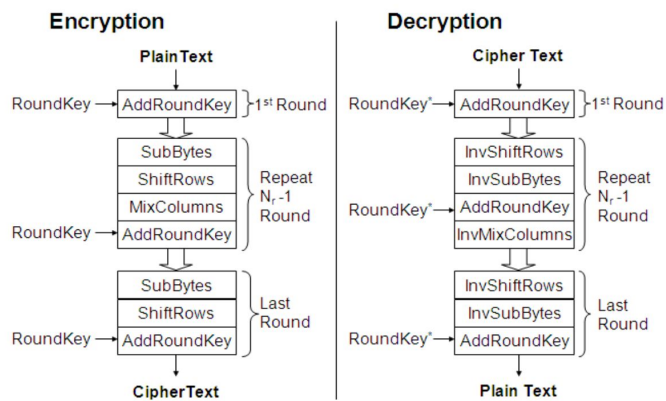 Encryption
PlainText
RoundKey
AddRoundKey
1st Round
SubBytes
ShiftRows
MixColumns
RoundKey
AddRoundKey
Repeat
Nr -1
Round
SubBytes
ShiftRows
RoundKey
AddRoundKey
Last
Round
CipherText
Decryption
Cipher Text
RoundKey*
AddRoundKey
1st Round
InvShiftRows
InvSubBytes
RoundKey*
AddRoundKey
InvMixColumns
Repeat
Nr -1
Round
InvShiftRows
InvSubBytes
RoundKey*
AddRoundKey
Last
Round
Plain Text